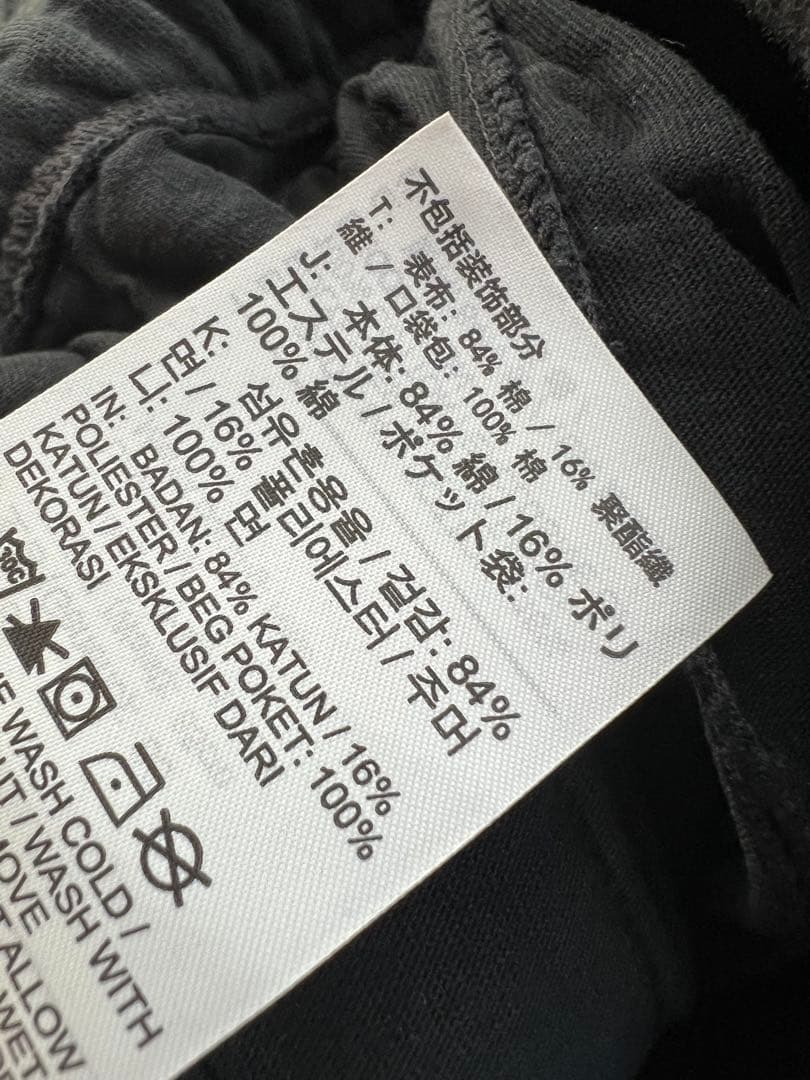 不包括装饰部分
T: 表布: 84% 棉 / 16% 聚酯纖
維 / 口袋包: 100% 棉
J: 本体: 84% 綿 / 16% ポリ
エステル / ポケット袋:
100% 綿
K: 섬유혼용율 / 겉감: 84%
면 / 16% 폴리에스터 / 주머
니: 100% 면
IN: BADAN: 84% KATUN / 16%
POLIESTER / BEG POKET: 100%
KATUN / EKSKLUSIF DARI
DEKORASI
WASH COLD /
/ WASH WITH
ALLOW
WET